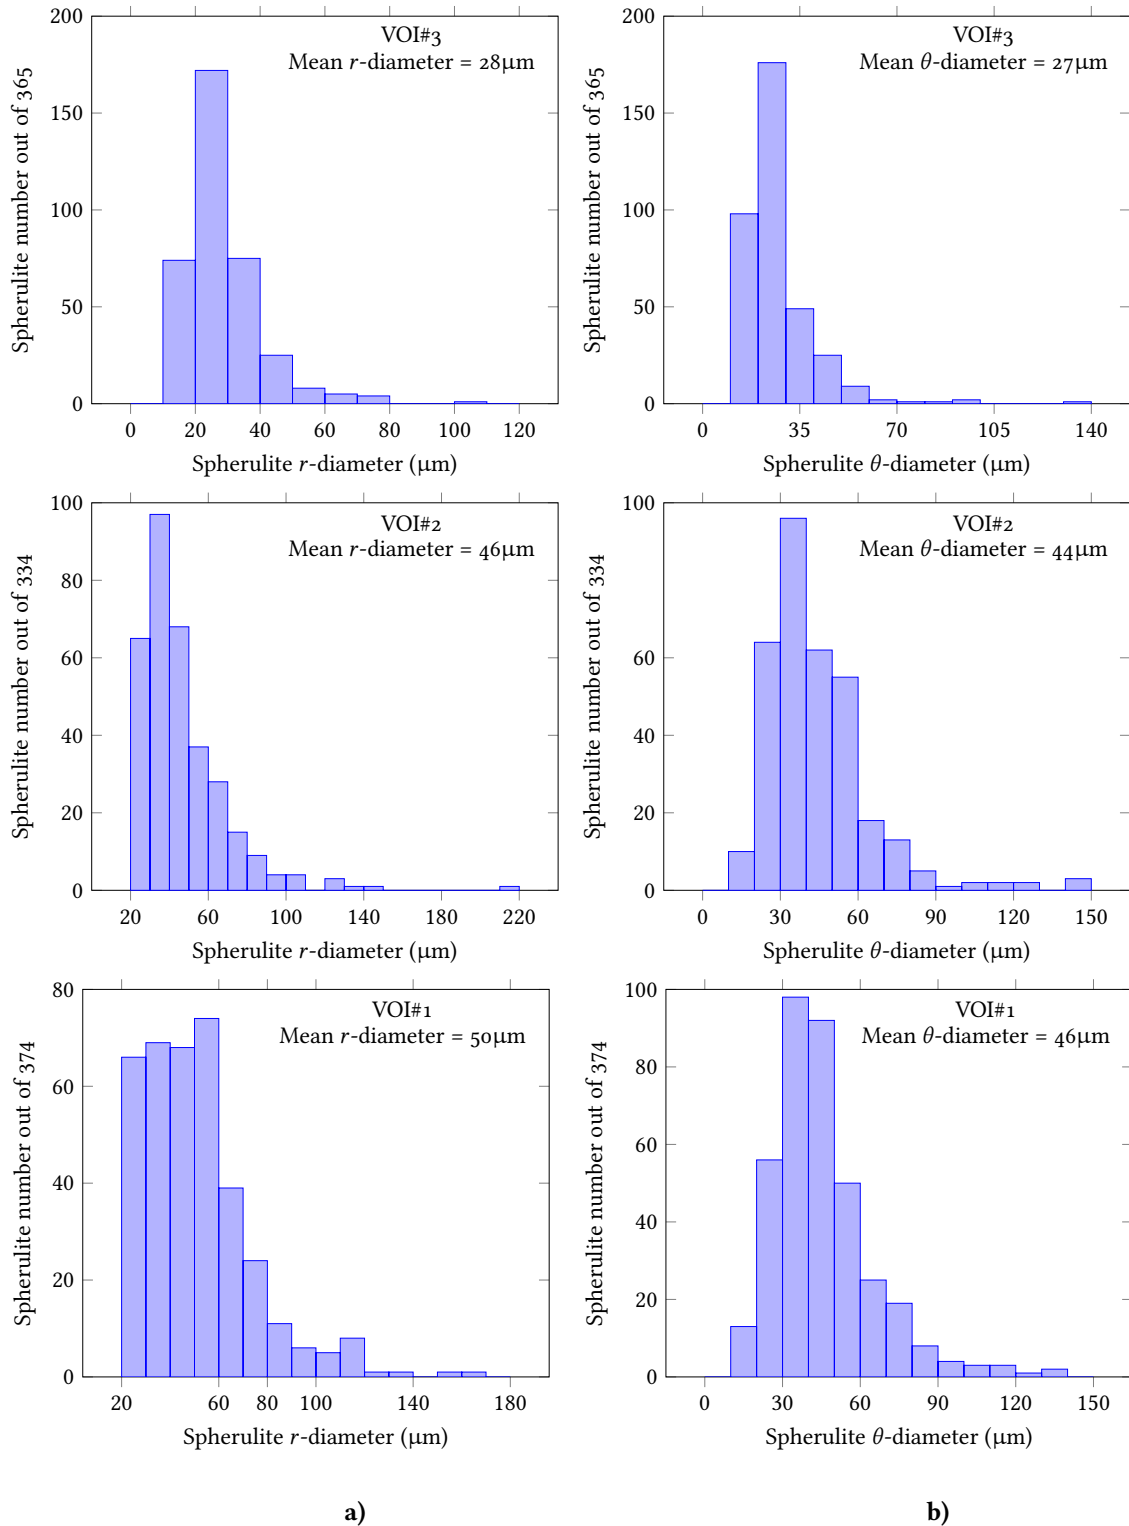 200
150
100
50
0
Spherulite number out of 365
VOI#3
Mean r-diameter = 28µm
0 20 40 60 80 100 120
Spherulite r-diameter (µm)
200
150
100
50
0
Spherulite number out of 365
VOI#3
Mean θ-diameter = 27µm
0 35 70 105 140
Spherulite θ-diameter (µm)
100
80
60
40
20
0
Spherulite number out of 334
VOI#2
Mean r-diameter = 46µm
20 60 100 140 180 220
Spherulite r-diameter (µm)
100
80
60
40
20
0
Spherulite number out of 334
VOI#2
Mean θ-diameter = 44µm
0 30 60 90 120 150
Spherulite θ-diameter (µm)
80
60
40
20
0
Spherulite number out of 374
VOI#1
Mean r-diameter = 50µm
20 60 80 100 140 180
Spherulite r-diameter (µm)
100
80
60
40
20
0
Spherulite number out of 374
VOI#1
Mean θ-diameter = 46µm
0 30 60 90 120 150
Spherulite θ-diameter (µm)
a)
b)